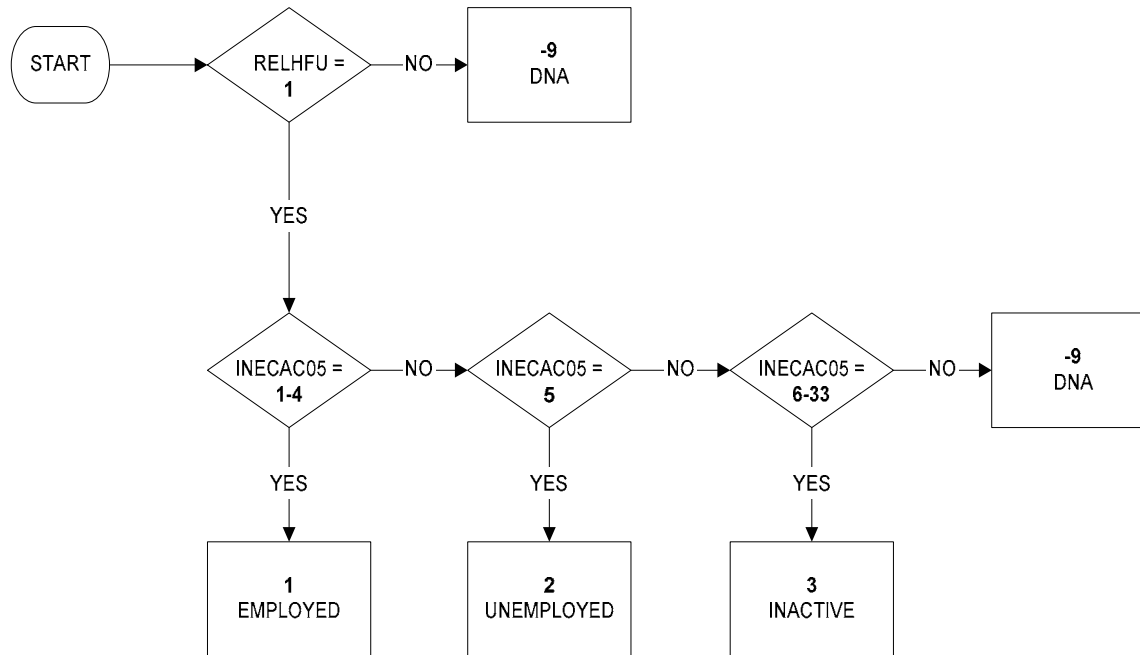 START
RELHFU =
1
NO
-9
DNA
YES
INECAC05 =
1-4
NO
INECAC05 =
5
NO
INECAC05 =
6-33
NO
-9
DNA
YES
YES
YES
1
EMPLOYED
2
UNEMPLOYED
3
INACTIVE